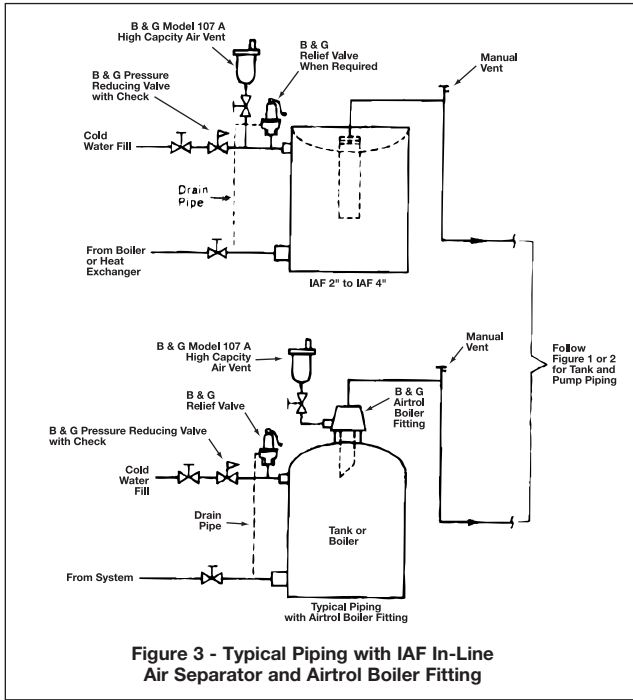 B & G Model 107 A
High Capcity Air Vent
B & G
Relief Valve
When Required
Manual
Vent
B & G Pressure
Reducing Valve
with Check
Cold
Water Fill
Drain
Pipe
From Boiler
or Heat
Exchanger
IAF 2" to IAF 4"
B & G Model 107 A
High Capcity
Air Vent
Manual
Vent
Follow
Figure 1 or 2
for Tank and
Pump Piping
B & G
Airtrol
Boiler
Fitting
B & G
Relief Valve
B & G Pressure Reducing Valve
with Check
Cold
Water
Fill
Drain
Pipe
Tank or
Boiler
From System
Typical Piping
with Airtrol Boiler Fitting
Figure 3 - Typical Piping with IAF In-Line
Air Separator and Airtrol Boiler Fitting